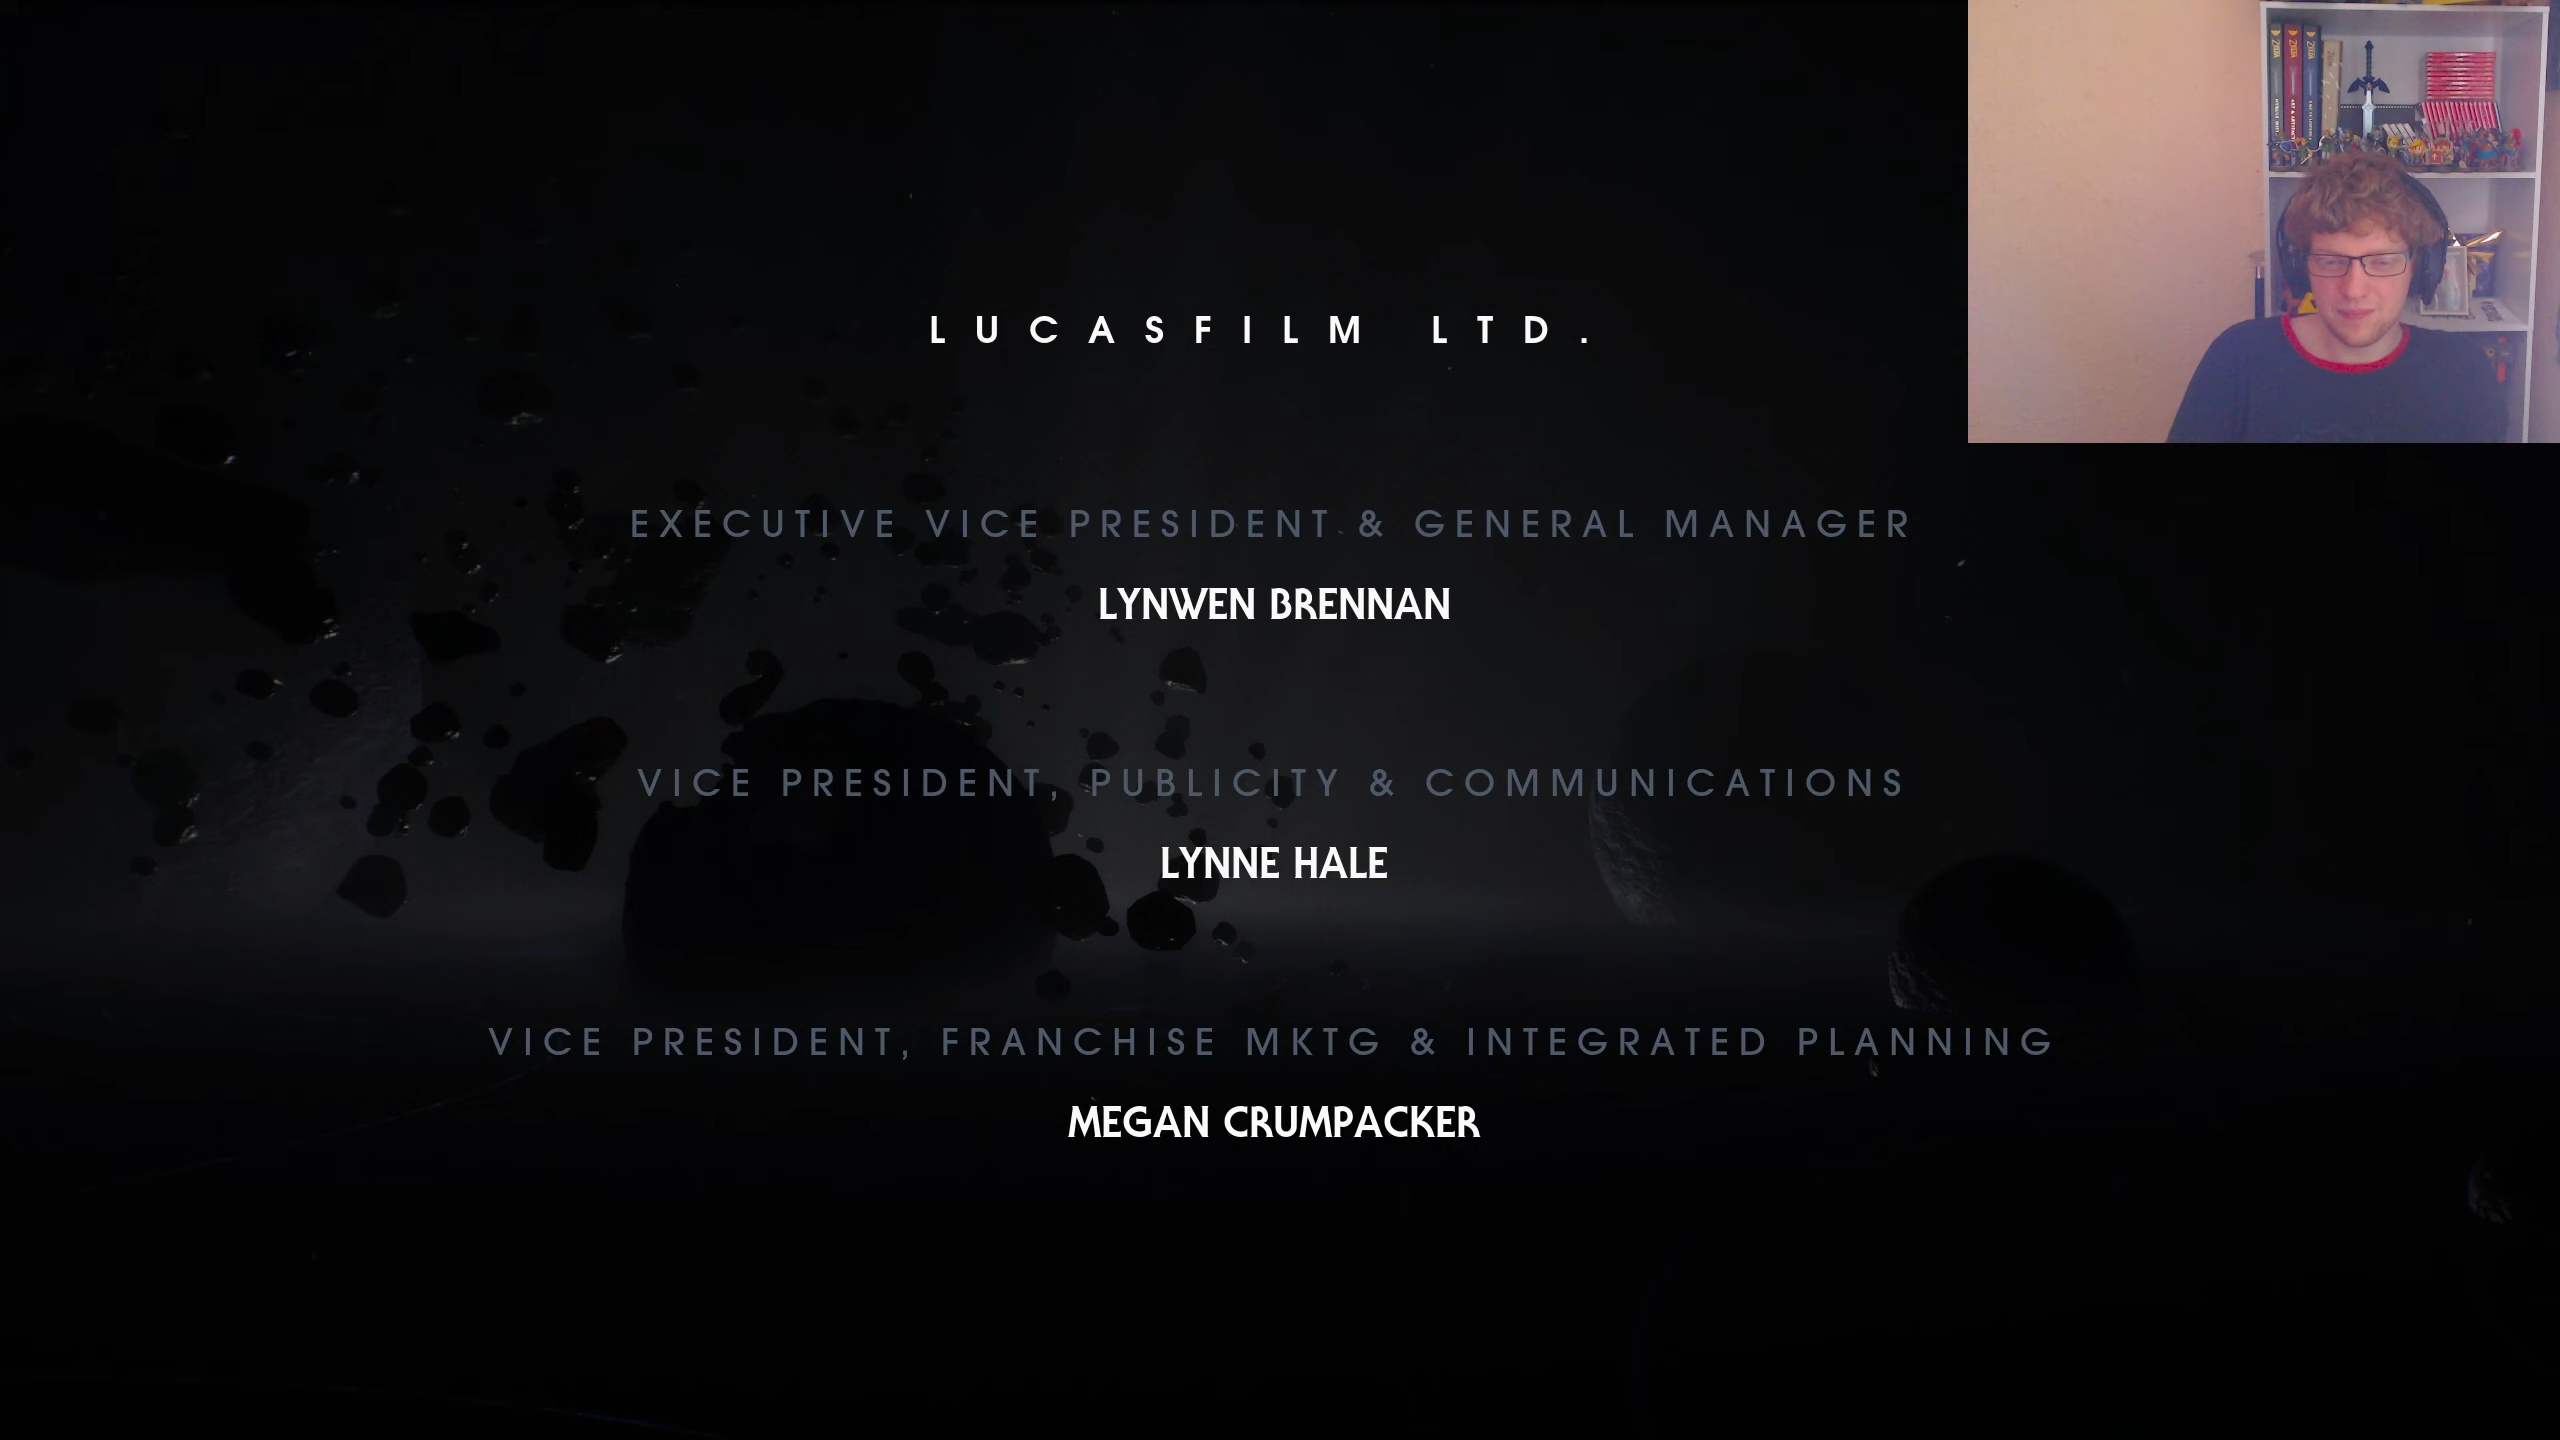 LUCASFILM LTD.
EXECUTIVE VICE PRESIDENT & GENERAL MANAGER
LYNWEN BRENNAN
VICE PRESIDENT, PUBLICITY & COMMUNICATIONS
LYNNE HALE
VICE PRESIDENT, FRANCHISE MKTG & INTEGRATED PLANNING
MEGAN CRUMPACKER